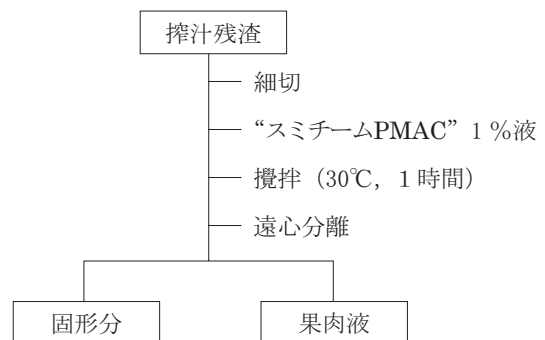 搾汁残渣
細切
“スミチームPMAC” 1%液
攪拌（30℃，1時間）
遠心分離
固形分
果肉液